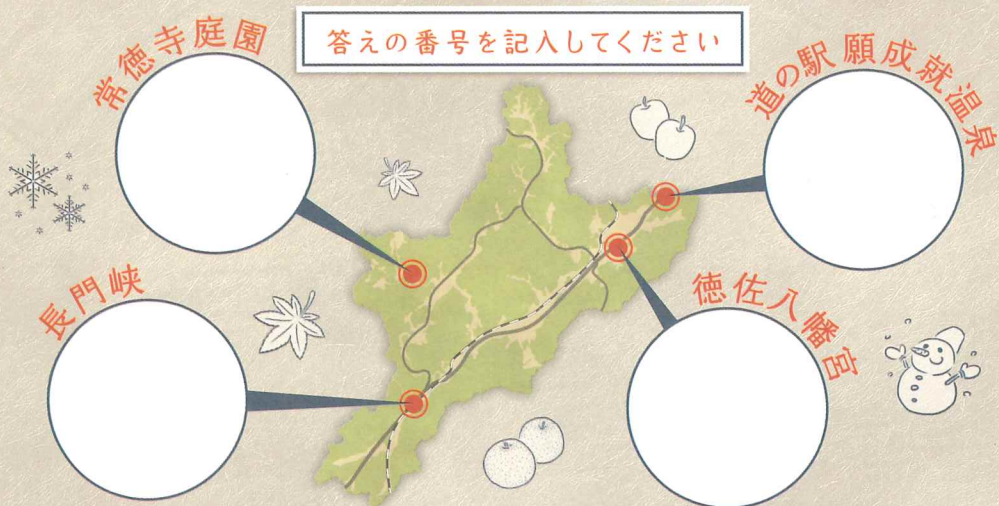 答えの番号を記入してください
常徳寺庭園
道の駅 願成就温泉
長門峡
徳佐八幡宮